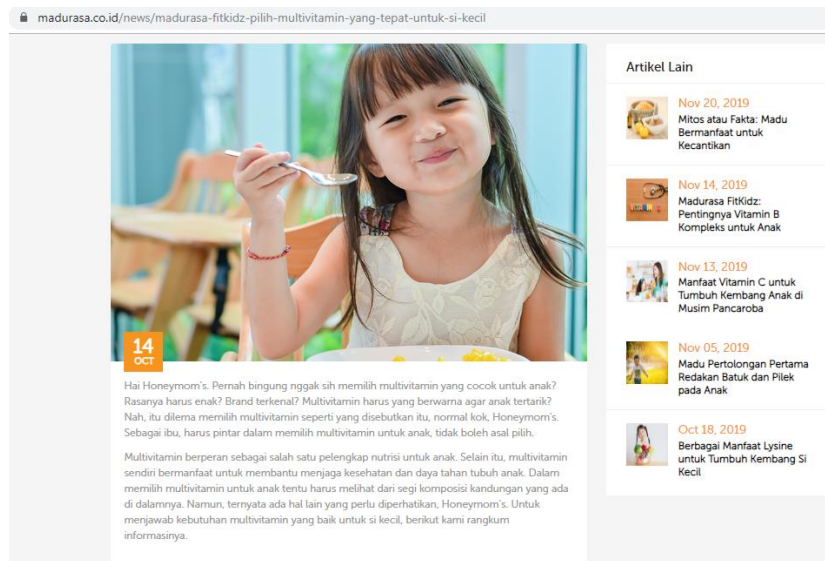 madurasa.co.id/news/madurasa-fitkidz-pilih-multivitamin-yang-tepat-untuk-si-kecil
14
OCT
Hai Honeymom's. Pernah bingung nggak sih memilih multivitamin yang cocok untuk anak?
Rasanya harus enak? Brand terkenal? Multivitamin harus yang berwarna agar anak tertarik?
Nah, itu dilema memilih multivitamin seperti yang disebutkan itu, normal kok, Honeymom's.
Sebagai ibu, harus pintar dalam memilih multivitamin untuk anak, tidak boleh asal pilih.
Multivitamin berperan sebagai salah satu pelengkap nutrisi untuk anak. Selain itu, multivitamin
sendiri bermanfaat untuk membantu menjaga kesehatan dan daya tahan tubuh anak. Dalam
memilih multivitamin untuk anak tentu harus melihat dari segi komposisi kandungan yang ada
di dalamnya. Namun, ternyata ada hal lain yang perlu diperhatikan, Honeymom's. Untuk
menjawab kebutuhan multivitamin yang baik untuk si kecil, berikut kami rangkum
informasinya.
Artikel Lain
Nov 20, 2019
Mitos atau Fakta: Madu
Bermanfaat untuk
Kecantikan
Nov 14, 2019
Madurasa FitKidz:
Pentingnya Vitamin B
Kompleks untuk Anak
Nov 13, 2019
Manfaat Vitamin C untuk
Tumbuh Kembang Anak di
Musim Pancaroba
Nov 05, 2019
Madu Pertolongan Pertama
Redakan Batuk dan Pilek
pada Anak
Oct 18, 2019
Berbagai Manfaat Lysine
untuk Tumbuh Kembang Si
Kecil